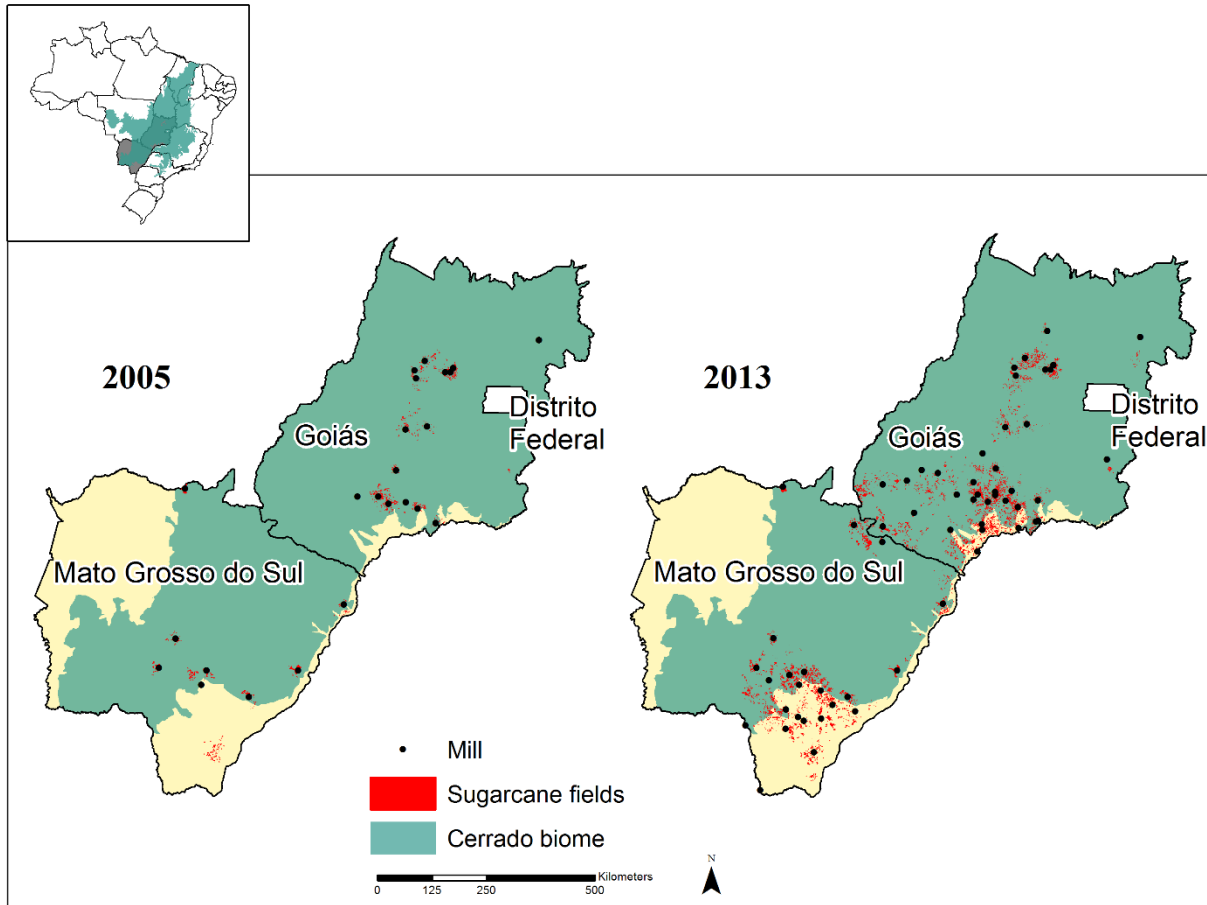 2005
Goiás
Distrito
Federal
Mato Grosso do Sul
2013
Goiás
Distrito
Federal
Mato Grosso do Sul
Mill
Sugarcane fields
Cerrado biome
Kilometers
0 125 250 500
N